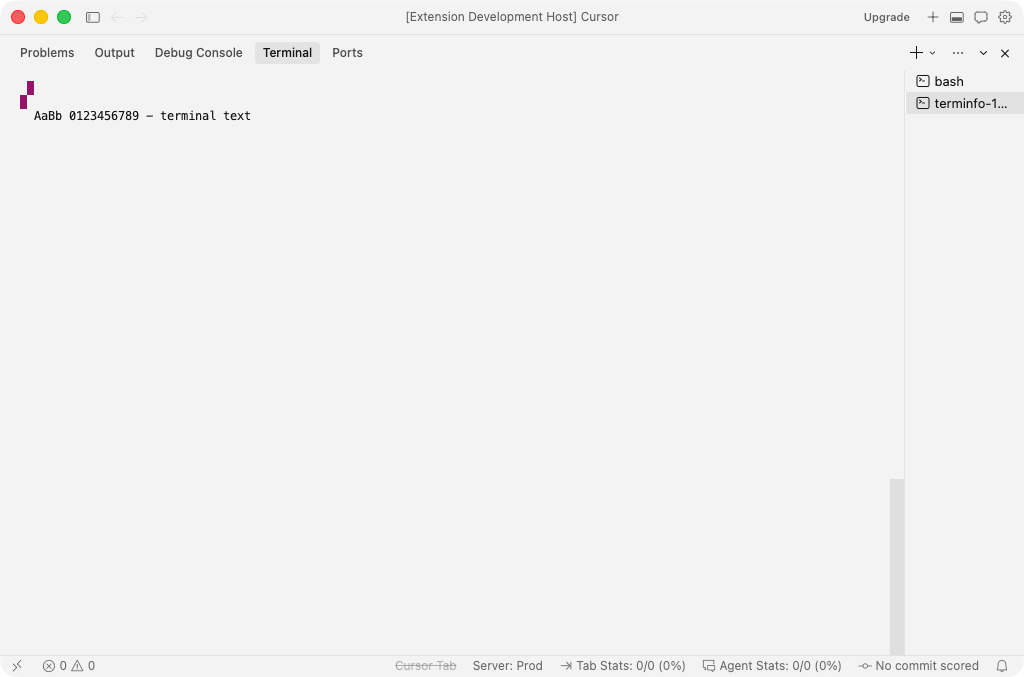 [Extension Development Host] Cursor
Upgrade
Problems Output Debug Console Terminal Ports
bash
terminfo-1...
AaBb 0123456789 — terminal text
0 0 Cursor Tab Server: Prod Tab Stats: 0/0 (0%) Agent Stats: 0/0 (0%) No commit scored